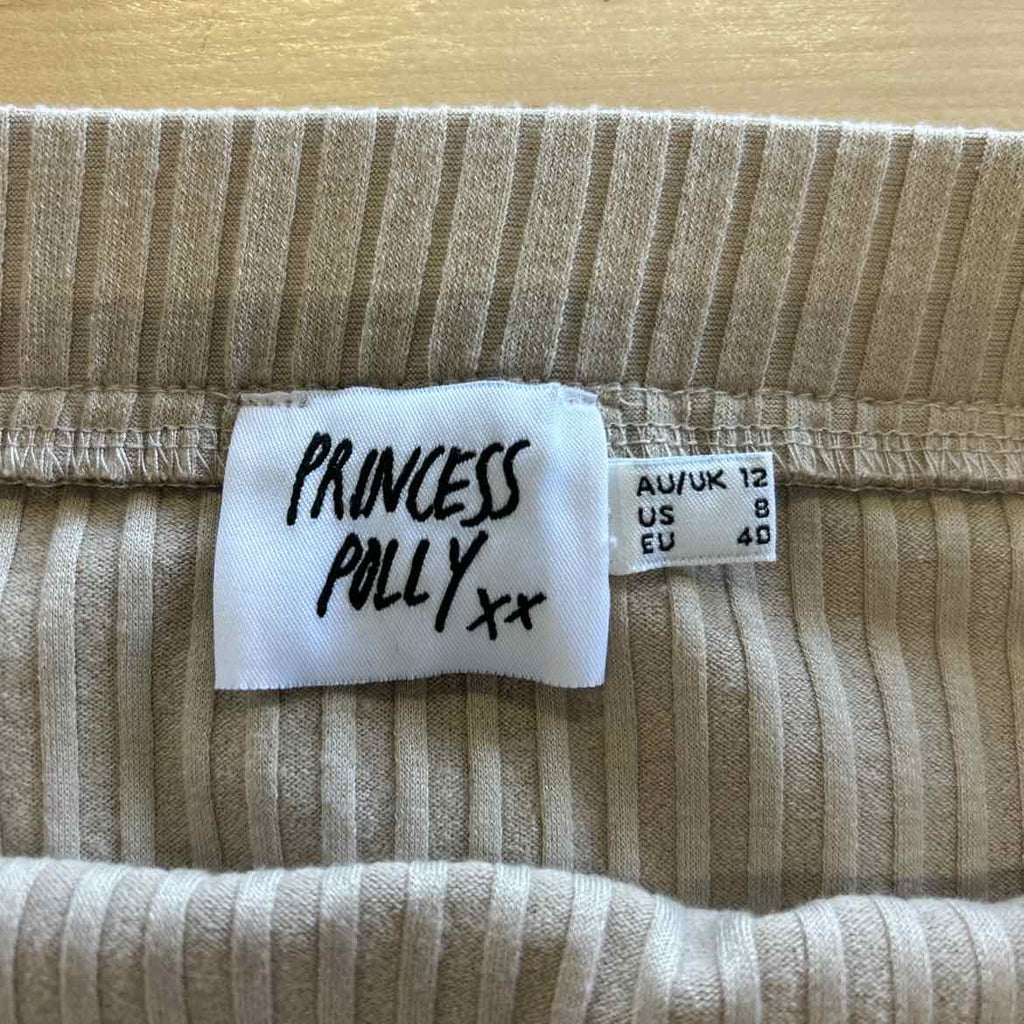 PRINCESS
POLLY xx
AU/UK 12
US 8
EU 40